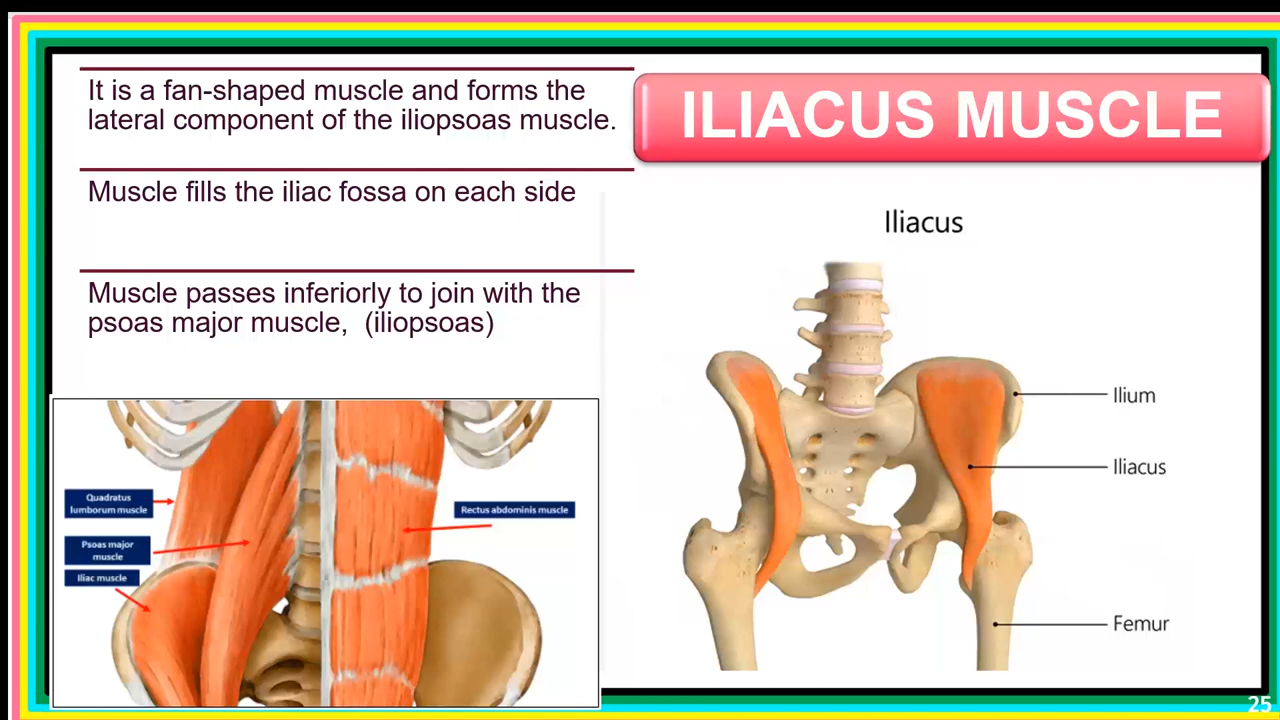 ILIACUS MUSCLE
It is a fan-shaped muscle and forms the
lateral component of the iliopsoas muscle.
Muscle fills the iliac fossa on each side
Muscle passes inferiorly to join with the
psoas major muscle, (iliopsoas)
Iliacus
Ilium
Iliacus
Femur
Quadratus
lumborum muscle
Psoas major
muscle
Iliac muscle
Rectus abdominis muscle
25